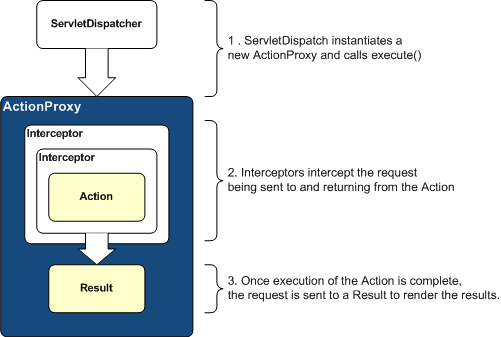 ServletDispatcher
1 . ServletDispatch instantiates a
new ActionProxy and calls execute()
ActionProxy
Interceptor
Interceptor
Action
2. Interceptors intercept the request
being sent to and returning from the Action
Result
3. Once execution of the Action is complete,
the request is sent to a Result to render the results.